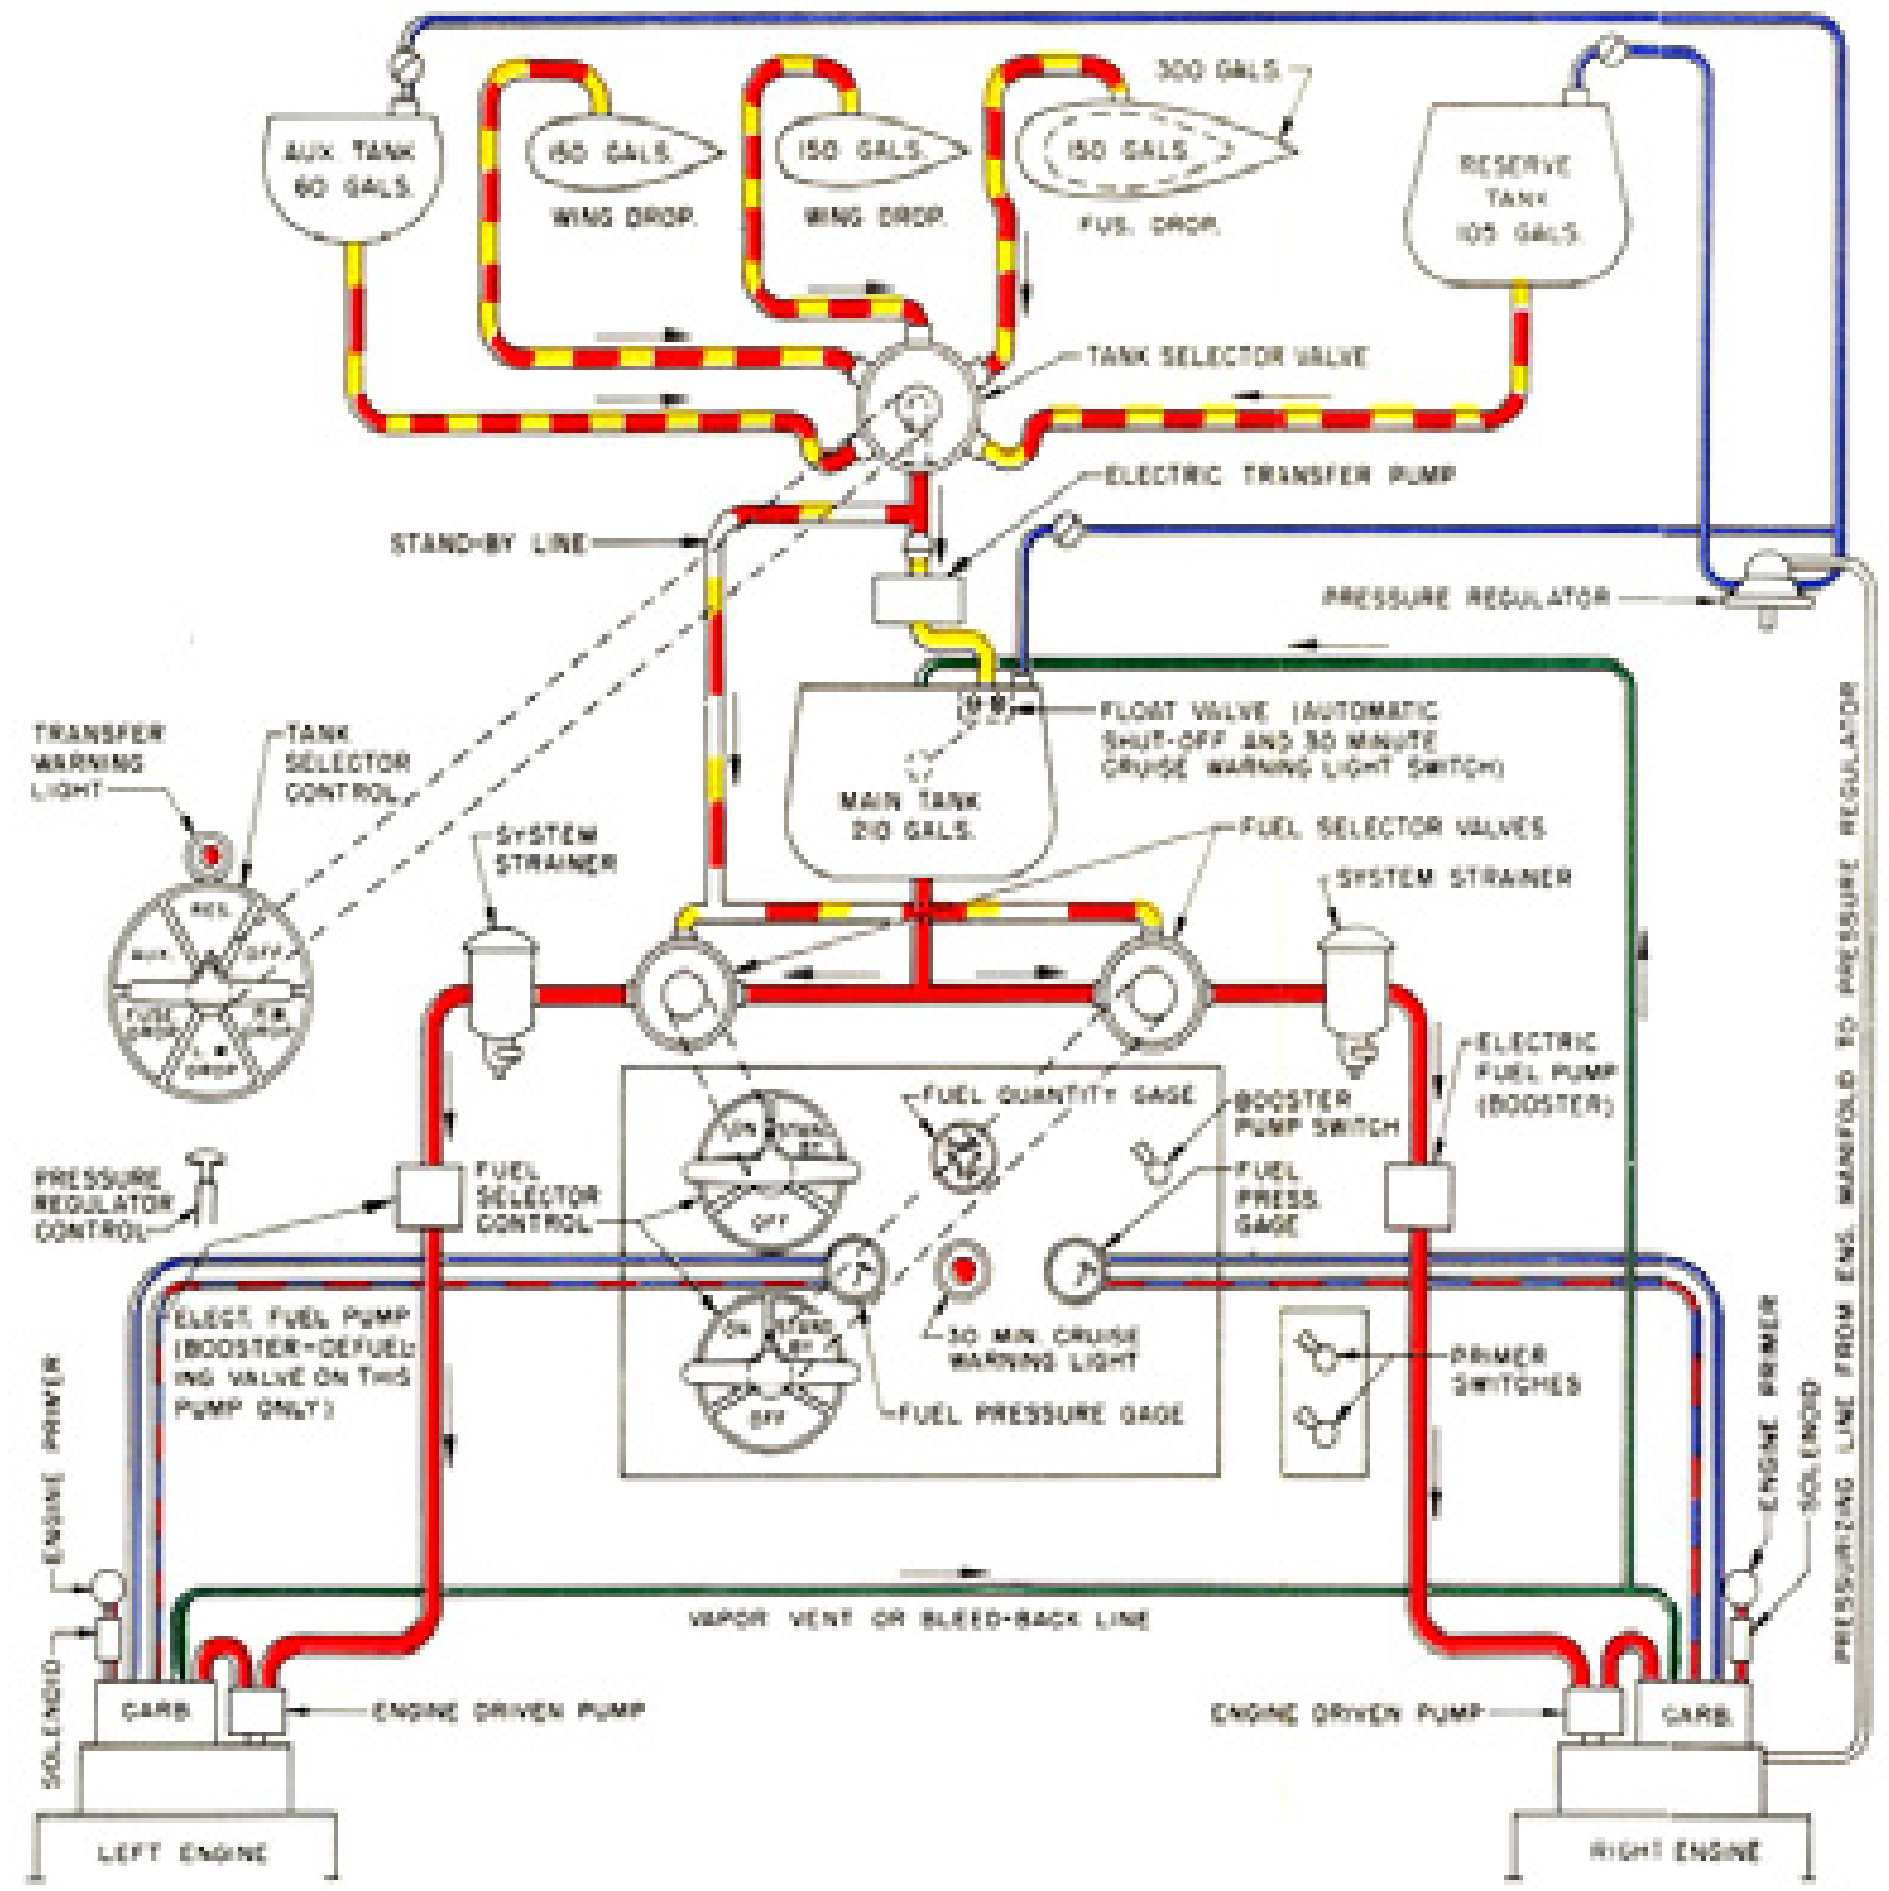 300 GALS.
AUX. TANK
60 GALS.
150 GALS.
WING DROP.
150 GALS.
WING DROP.
150 GALS.
FUS. DROP.
RESERVE
TANK
105 GALS.
TANK SELECTOR VALVE
ELECTRIC TRANSFER PUMP
STAND-BY LINE
PRESSURE REGULATOR
FLOAT VALVE (AUTOMATIC
SHUT-OFF AND 30 MINUTE
CRUISE WARNING LIGHT SWITCH)
MAIN TANK
210 GALS.
TRANSFER
WARNING
LIGHT
TANK
SELECTOR
CONTROL
SYSTEM
STRAINER
FUEL SELECTOR VALVES
SYSTEM STRAINER
RES.
AUX.
OFF
FUSE
DROP
R.W.
DROP
L.W.
DROP
ELECTRIC
FUEL PUMP
(BOOSTER)
FUEL QUANTITY GAGE
BOOSTER
PUMP SWITCH
ON
STAND
BY
OFF
FUEL
SELECTOR
CONTROL
FUEL
PRESS.
GAGE
PRESSURE
REGULATOR
CONTROL
ELECT. FUEL PUMP
(BOOSTER-DEFUEL-
ING VALVE ON THIS
PUMP ONLY)
ON
STAND
BY
OFF
30 MIN. CRUISE
WARNING LIGHT
FUEL PRESSURE GAGE
PRIMER
SWITCHES
ENGINE PRIMER
SOLENOID
ENGINE PRIMER
SOLENOID
PRESSURIZING LINE FROM ENG. MANIFOLD TO PRESSURE REGULATOR
VAPOR VENT OR BLEED-BACK LINE
CARB.
ENGINE DRIVEN PUMP
ENGINE DRIVEN PUMP
CARB.
LEFT ENGINE
RIGHT ENGINE